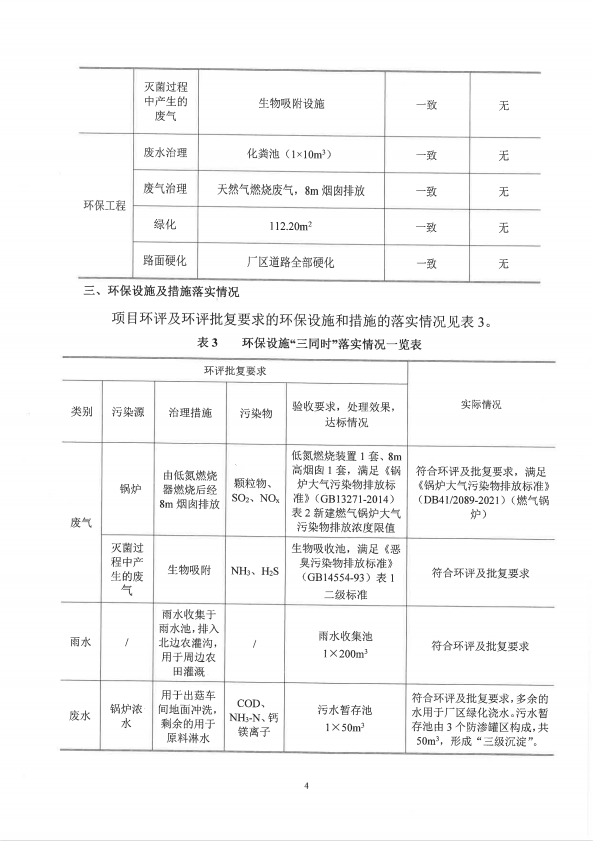 灭菌过程
中产生的
废气
生物吸附设施
一致
无
环保工程
废水治理
化粪池（1×10m³）
一致
无
废气治理
天然气燃烧废气，8m 烟囱排放
一致
无
绿化
112.20m²
一致
无
路面硬化
厂区道路全部硬化
一致
无
三、环保设施及措施落实情况
项目环评及环评批复要求的环保设施和措施的落实情况见表 3。
表 3 环保设施“三同时”落实情况一览表
环评批复要求
实际情况
类别
污染源
治理措施
污染物
验收要求，处理效果，
达标情况
废气
锅炉
由低氮燃烧
器燃烧后经
8m 烟囱排放
颗粒物、
SO₂、NOₓ
低氮燃烧装置 1 套、8m
高烟囱 1 套，满足《锅
炉大气污染物排放标
准》（GB13271-2014）
表 2 新建燃气锅炉大气
污染物排放浓度限值
符合环评及批复要求，满足
《锅炉大气污染物排放标准》
（DB41/2089-2021）（燃气锅
炉）
灭菌过
程中产
生的废
气
生物吸附
NH₃、H₂S
生物吸收池，满足《恶
臭污染物排放标准》
（GB14554-93）表 1
二级标准
符合环评及批复要求
雨水
/
雨水收集于
雨水池，排入
北边农灌沟，
用于周边农
田灌溉
/
雨水收集池
1×200m³
符合环评及批复要求
废水
锅炉浓
水
用于出菇车
间地面冲洗，
剩余的用于
原料淋水
COD、
NH₃-N、钙
镁离子
污水暂存池
1×50m³
符合环评及批复要求，多余的
水用于厂区绿化浇水。污水暂
存池由 3 个防渗罐区构成，共
50m³，形成“三级沉淀”。
4